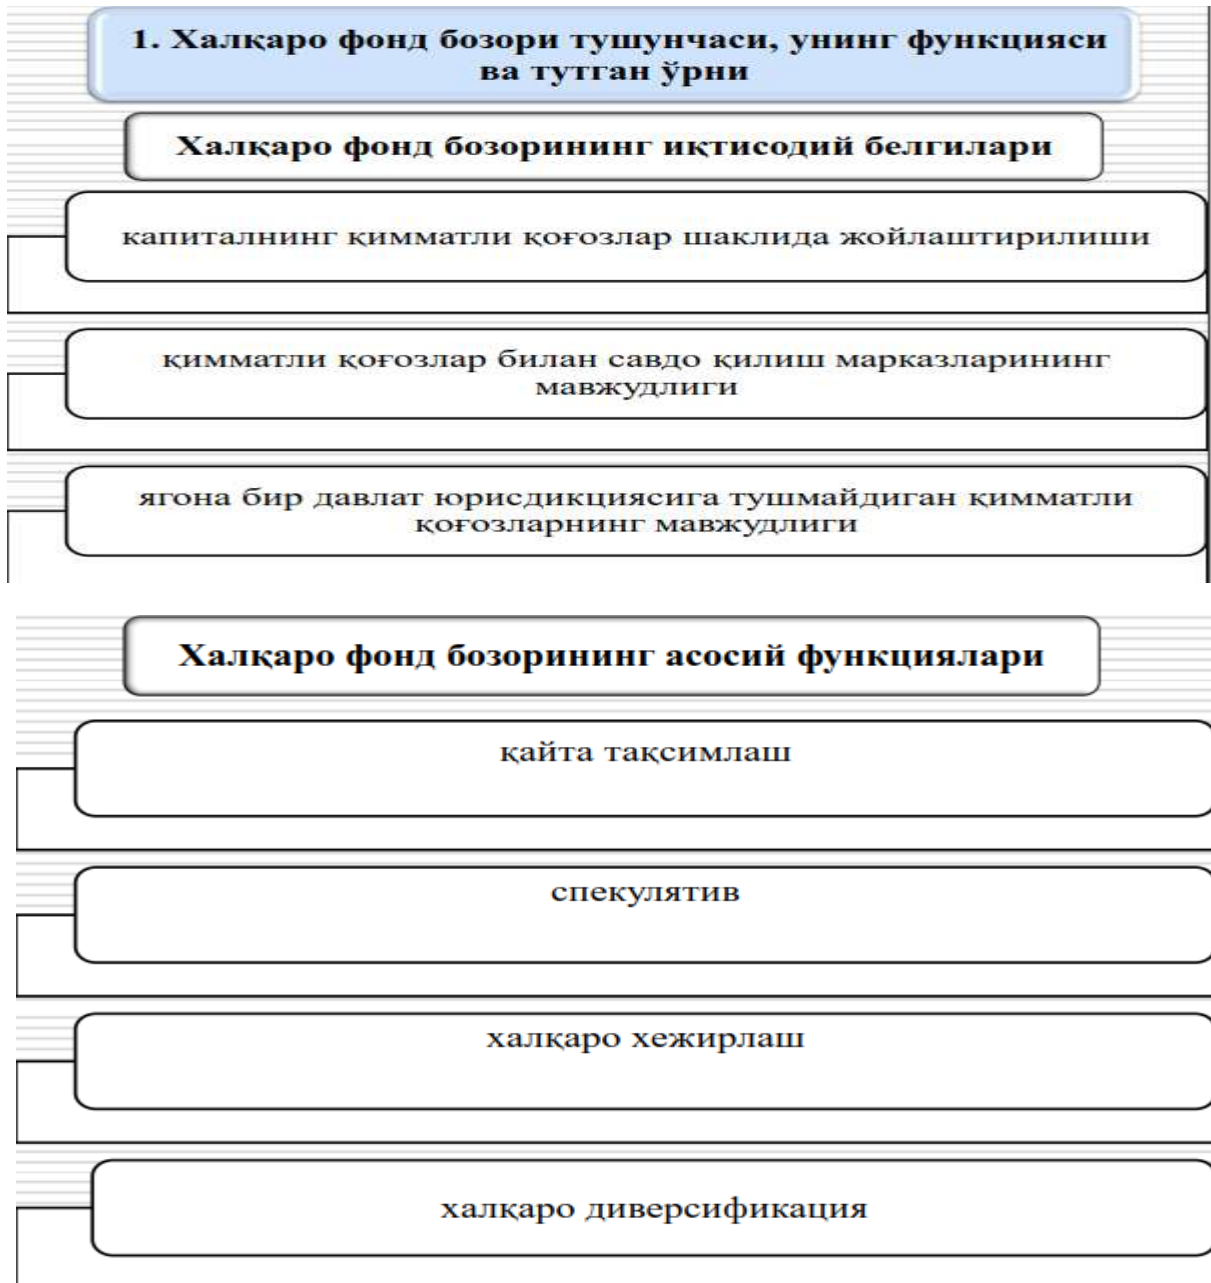 1. Халқаро фонд бозори тушунчаси, унинг функцияси
ва тутган ўрни
Халқаро фонд бозорининг иқтисодий белгилари
капиталнинг қимматли қоғозлар шаклида жойлаштирилиши
қимматли қоғозлар билан савдо қилиш марказларининг
мавжудлиги
ягона бир давлат юрисдикциясига тушмайдиган қимматли
қоғозларнинг мавжудлиги
Халқаро фонд бозорининг асосий функциялари
қайта тақсимлаш
спекулятив
халқаро хежирлаш
халқаро диверсификация